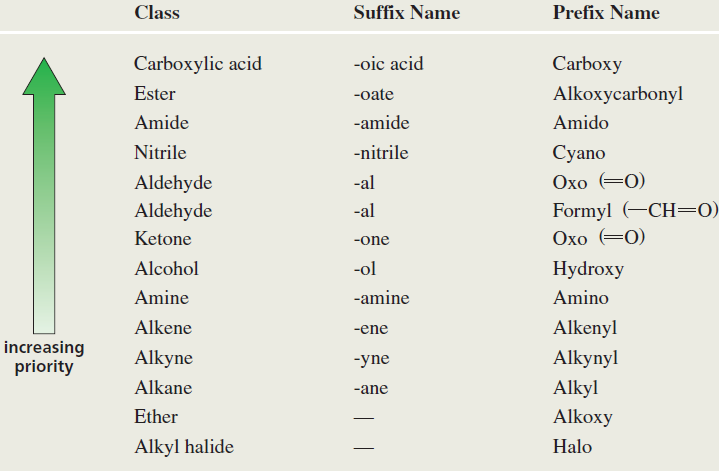 Class Suffix Name Prefix Name
Carboxylic acid -oic acid Carboxy
Ester -oate Alkoxycarbonyl
Amide -amide Amido
Nitrile -nitrile Cyano
Aldehyde -al Oxo (=O)
Aldehyde -al Formyl (—CH=O)
Ketone -one Oxo (=O)
Alcohol -ol Hydroxy
Amine -amine Amino
Alkene -ene Alkenyl
increasing
priority
Alkyne -yne Alkynyl
Alkane -ane Alkyl
Ether — Alkoxy
Alkyl halide — Halo